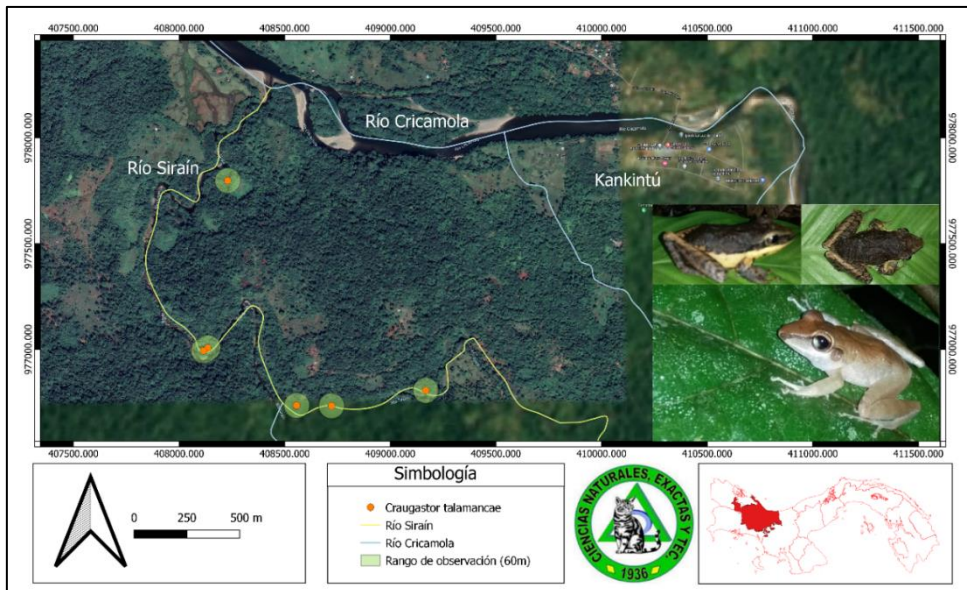 407500.000 408000.000 408500.000 409000.000 409500.000 410000.000 410500.000 411000.000 411500.000
978000.000
977500.000
977000.000
978000.000
977500.000
977000.000
Río Cricamola
Río Siraín
Kankintú
407500.000 408000.000 408500.000 409000.000 409500.000 410000.000 410500.000 411000.000 411500.000
0 250 500 m
Simbología
Craugastor talamancae
Río Siraín
Río Cricamola
Rango de observación (60m)
CIENCIAS NATURALES, EXACTAS Y TEC.
1936